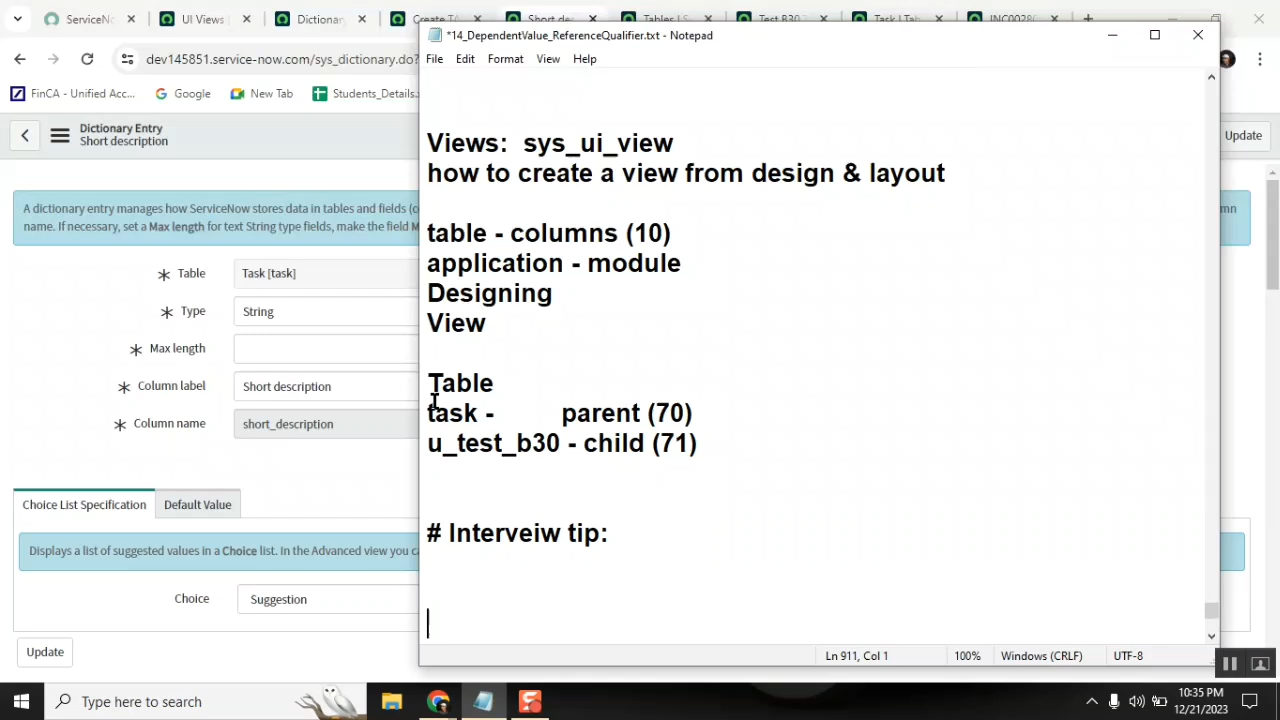 ServiceNo
UI Views |
Dictionary
Create T
Short des
Tables | S
Test B30
Task | Tab
INC00280
*14_DependentValue_ReferenceQualifier.txt - Notepad
dev145851.service-now.com/sys_dictionary.do?
File Edit Format View Help
FinCA - Unified Acc...
Google
New Tab
Students_Details.
Dictionary Entry
Short description
Update
A dictionary entry manages how ServiceNow stores data in tables and fields (c
name. If necessary, set a Max length for text String type fields, make the field M
Table
Task [task]
Type
String
Max length
Column label
Short description
Column name
short_description
Choice List Specification
Default Value
Displays a list of suggested values in a Choice list. In the Advanced view you ca
Choice
Suggestion
Update
Views: sys_ui_view
how to create a view from design & layout
table - columns (10)
application - module
Designing
View
Table
task - parent (70)
u_test_b30 - child (71)
# Interveiw tip:
Ln 911, Col 1
100%
Windows (CRLF)
UTF-8
Type here to search
10:35 PM
12/21/2023